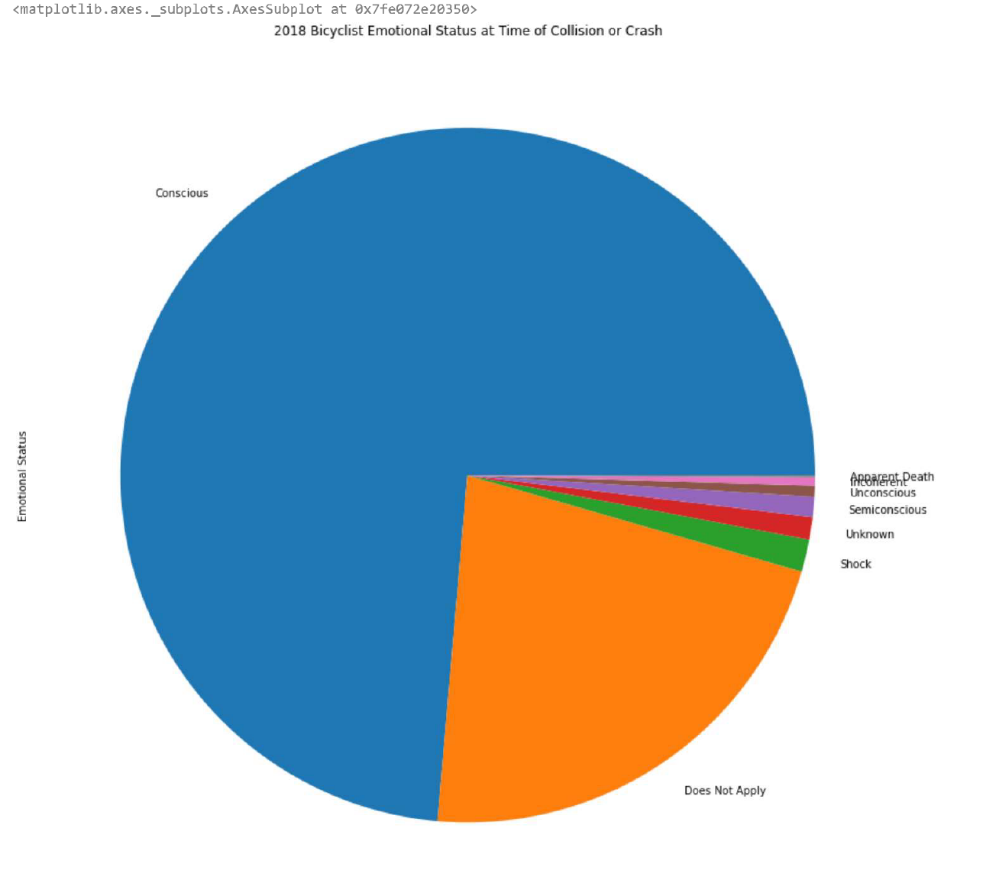 <matplotlib.axes._subplots.AxesSubplot at 0x7fe072e20350>
2018 Bicyclist Emotional Status at Time of Collision or Crash
Conscious
Emotional Status
Apparent Death
Incoherent
Unconscious
Semiconscious
Unknown
Shock
Does Not Apply